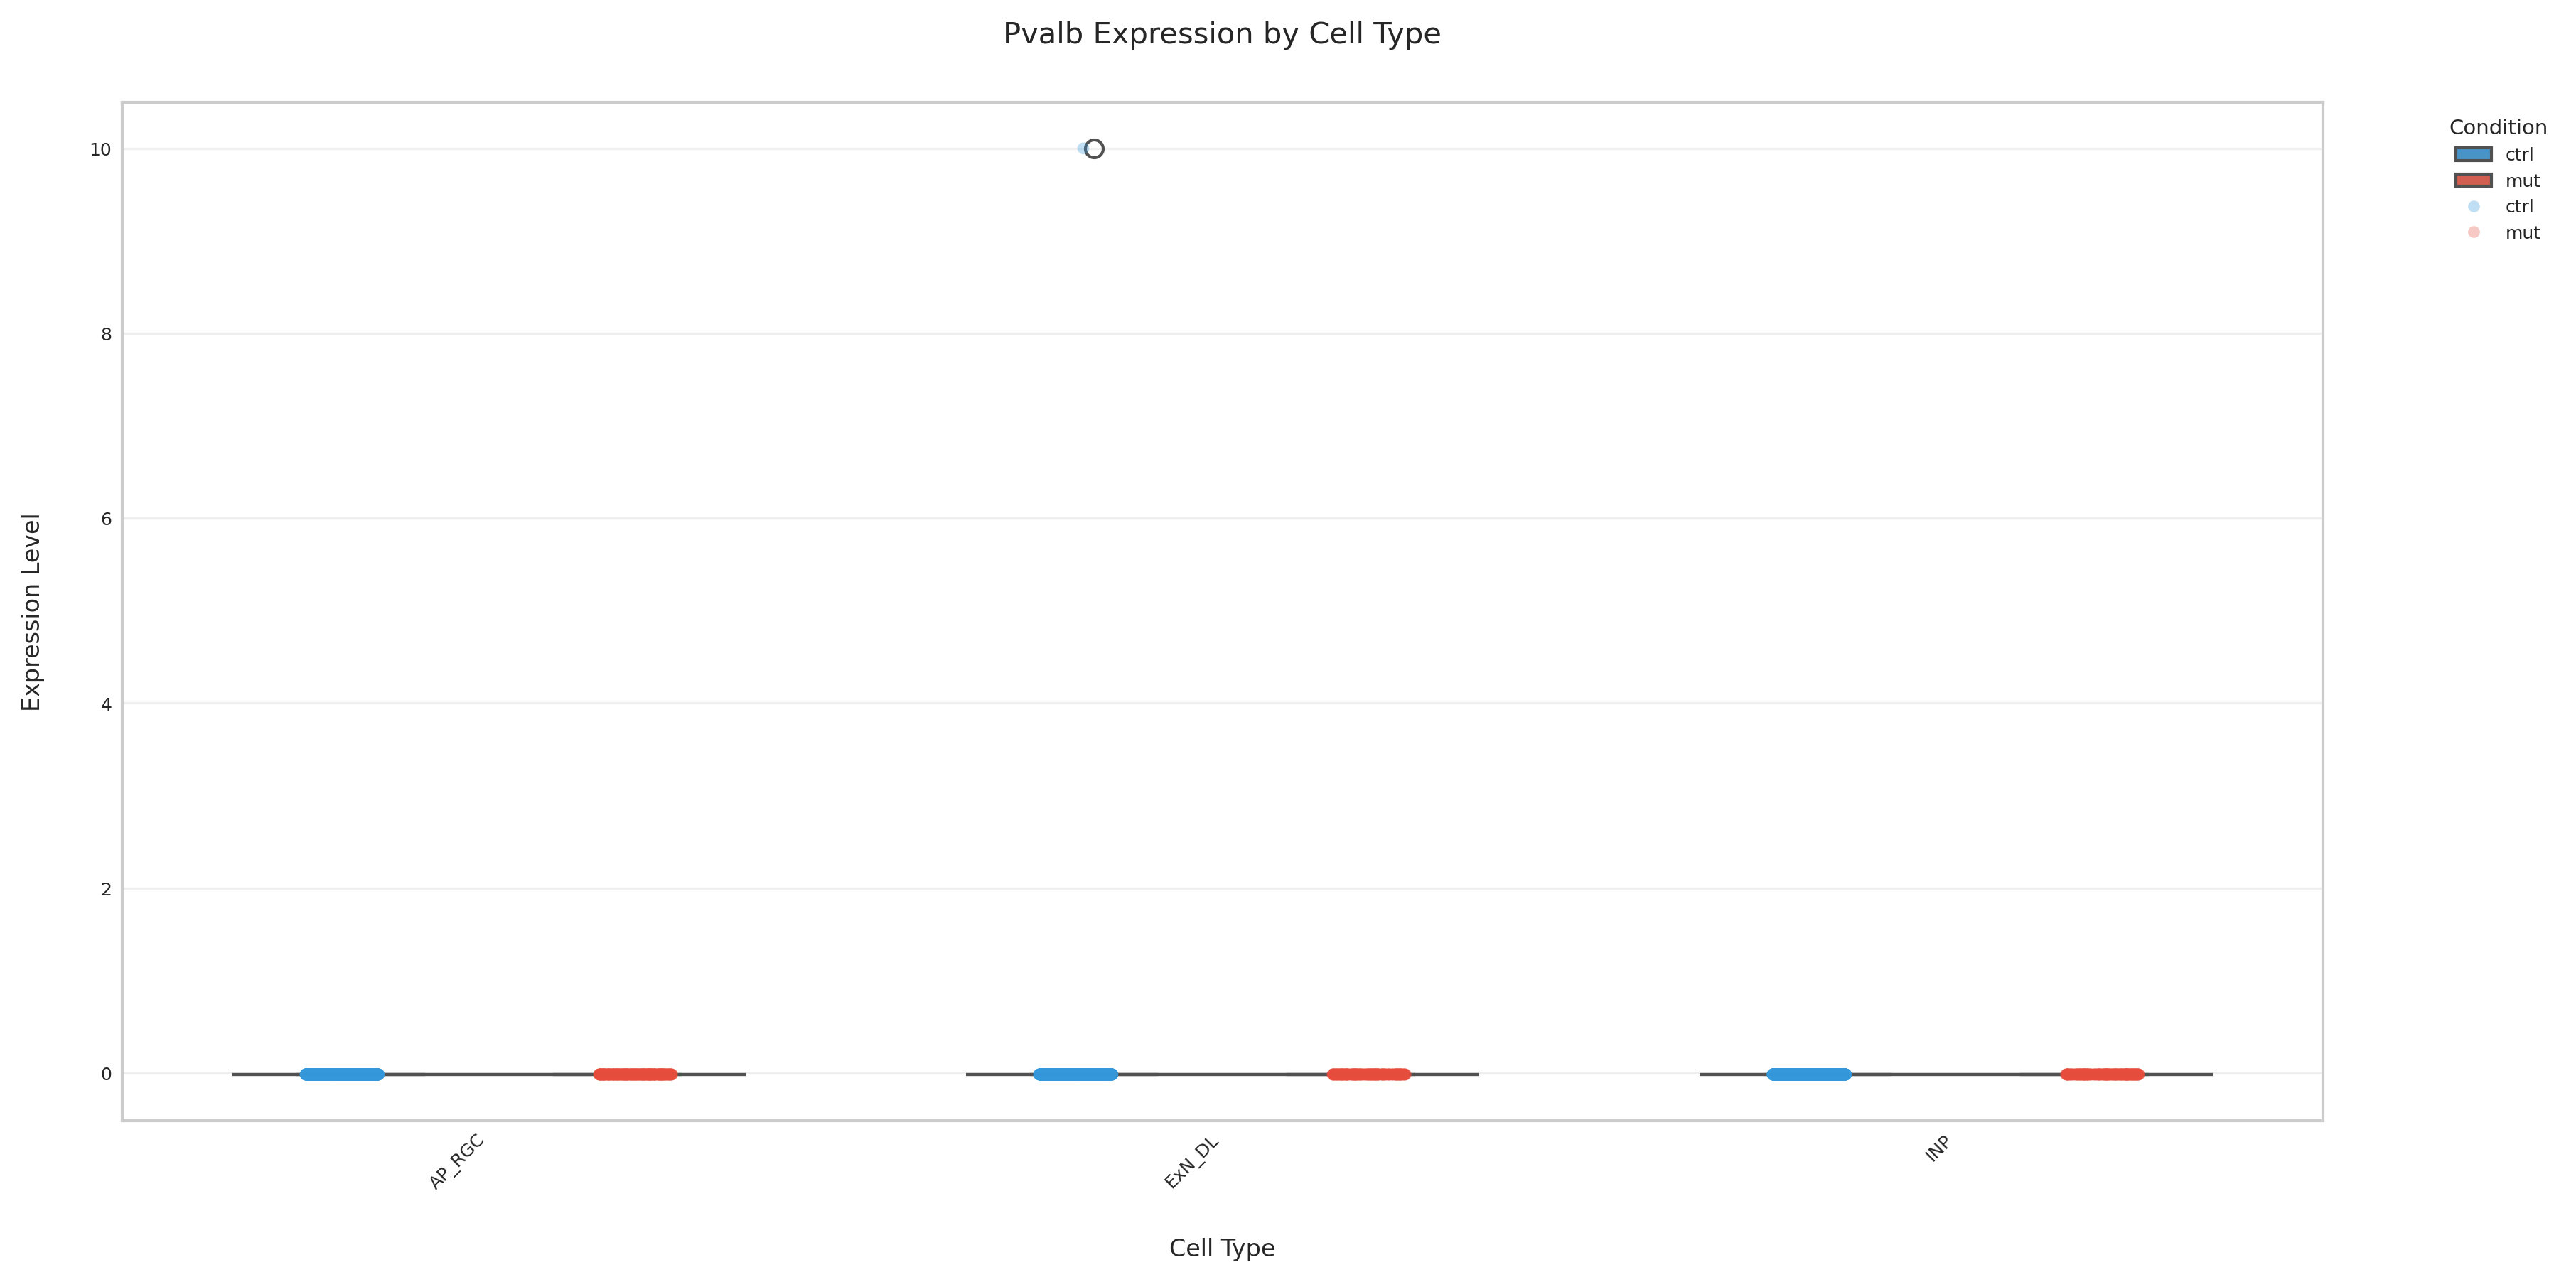 Pvalb Expression by Cell Type
Condition
ctrl
mut
ctrl
mut
Expression Level
10
8
6
4
2
0
AP_RGC
ExN_DL
INP
Cell Type